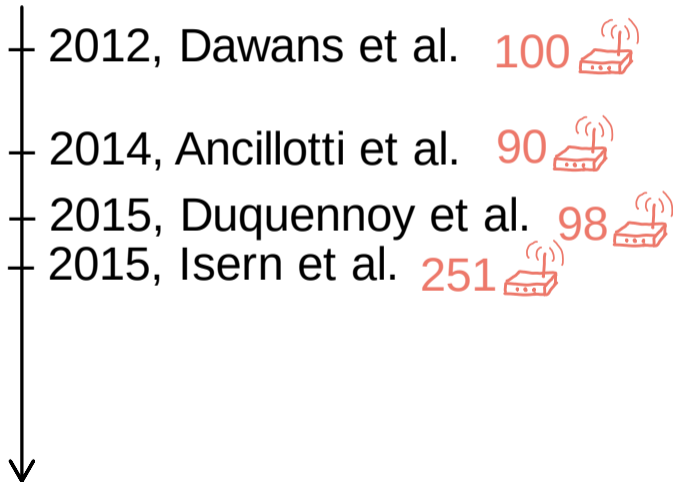 2012, Dawans et al. 100
2014, Ancillotti et al. 90
2015, Duquennoy et al. 98
2015, Isern et al. 251